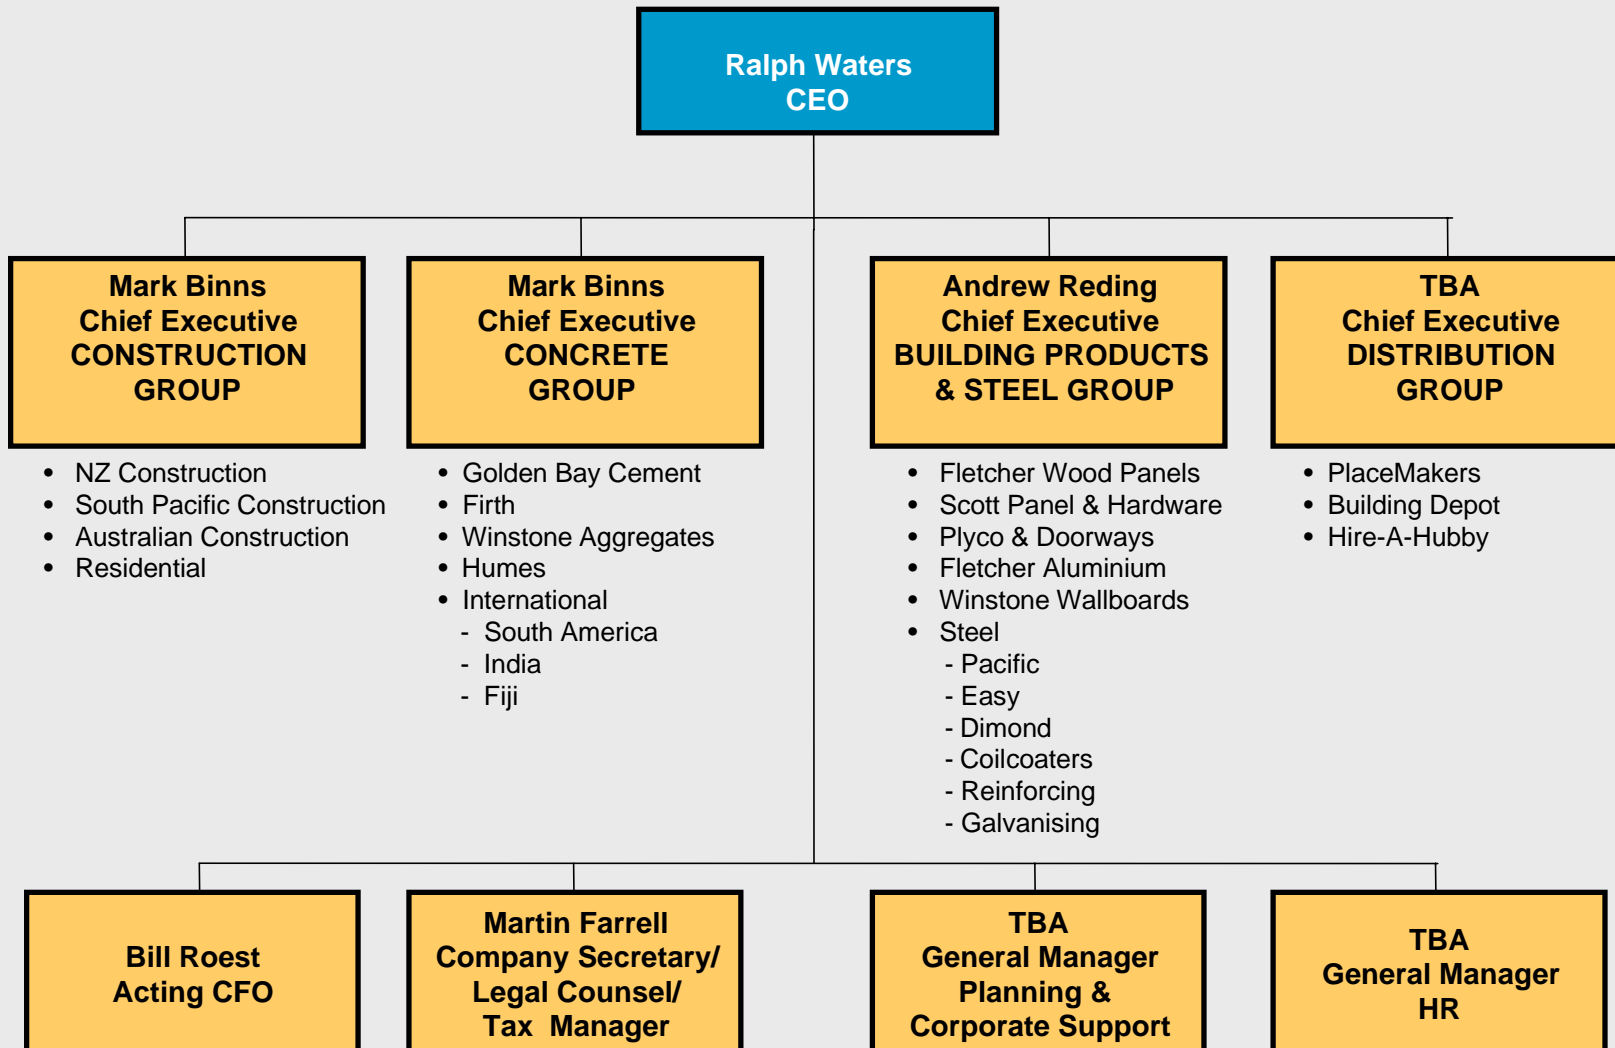 Ralph Waters
CEO
Mark Binns
Chief Executive
CONSTRUCTION
GROUP
• NZ Construction
• South Pacific Construction
• Australian Construction
• Residential
Mark Binns
Chief Executive
CONCRETE
GROUP
• Golden Bay Cement
• Firth
• Winstone Aggregates
• Humes
• International
- South America
- India
- Fiji
Andrew Reding
Chief Executive
BUILDING PRODUCTS
& STEEL GROUP
• Fletcher Wood Panels
• Scott Panel & Hardware
• Plyco & Doorways
• Fletcher Aluminium
• Winstone Wallboards
• Steel
- Pacific
- Easy
- Dimond
- Coilcoaters
- Reinforcing
- Galvanising
TBA
Chief Executive
DISTRIBUTION
GROUP
• PlaceMakers
• Building Depot
• Hire-A-Hubby
Bill Roest
Acting CFO
Martin Farrell
Company Secretary/
Legal Counsel/
Tax Manager
TBA
General Manager
Planning &
Corporate Support
TBA
General Manager
HR